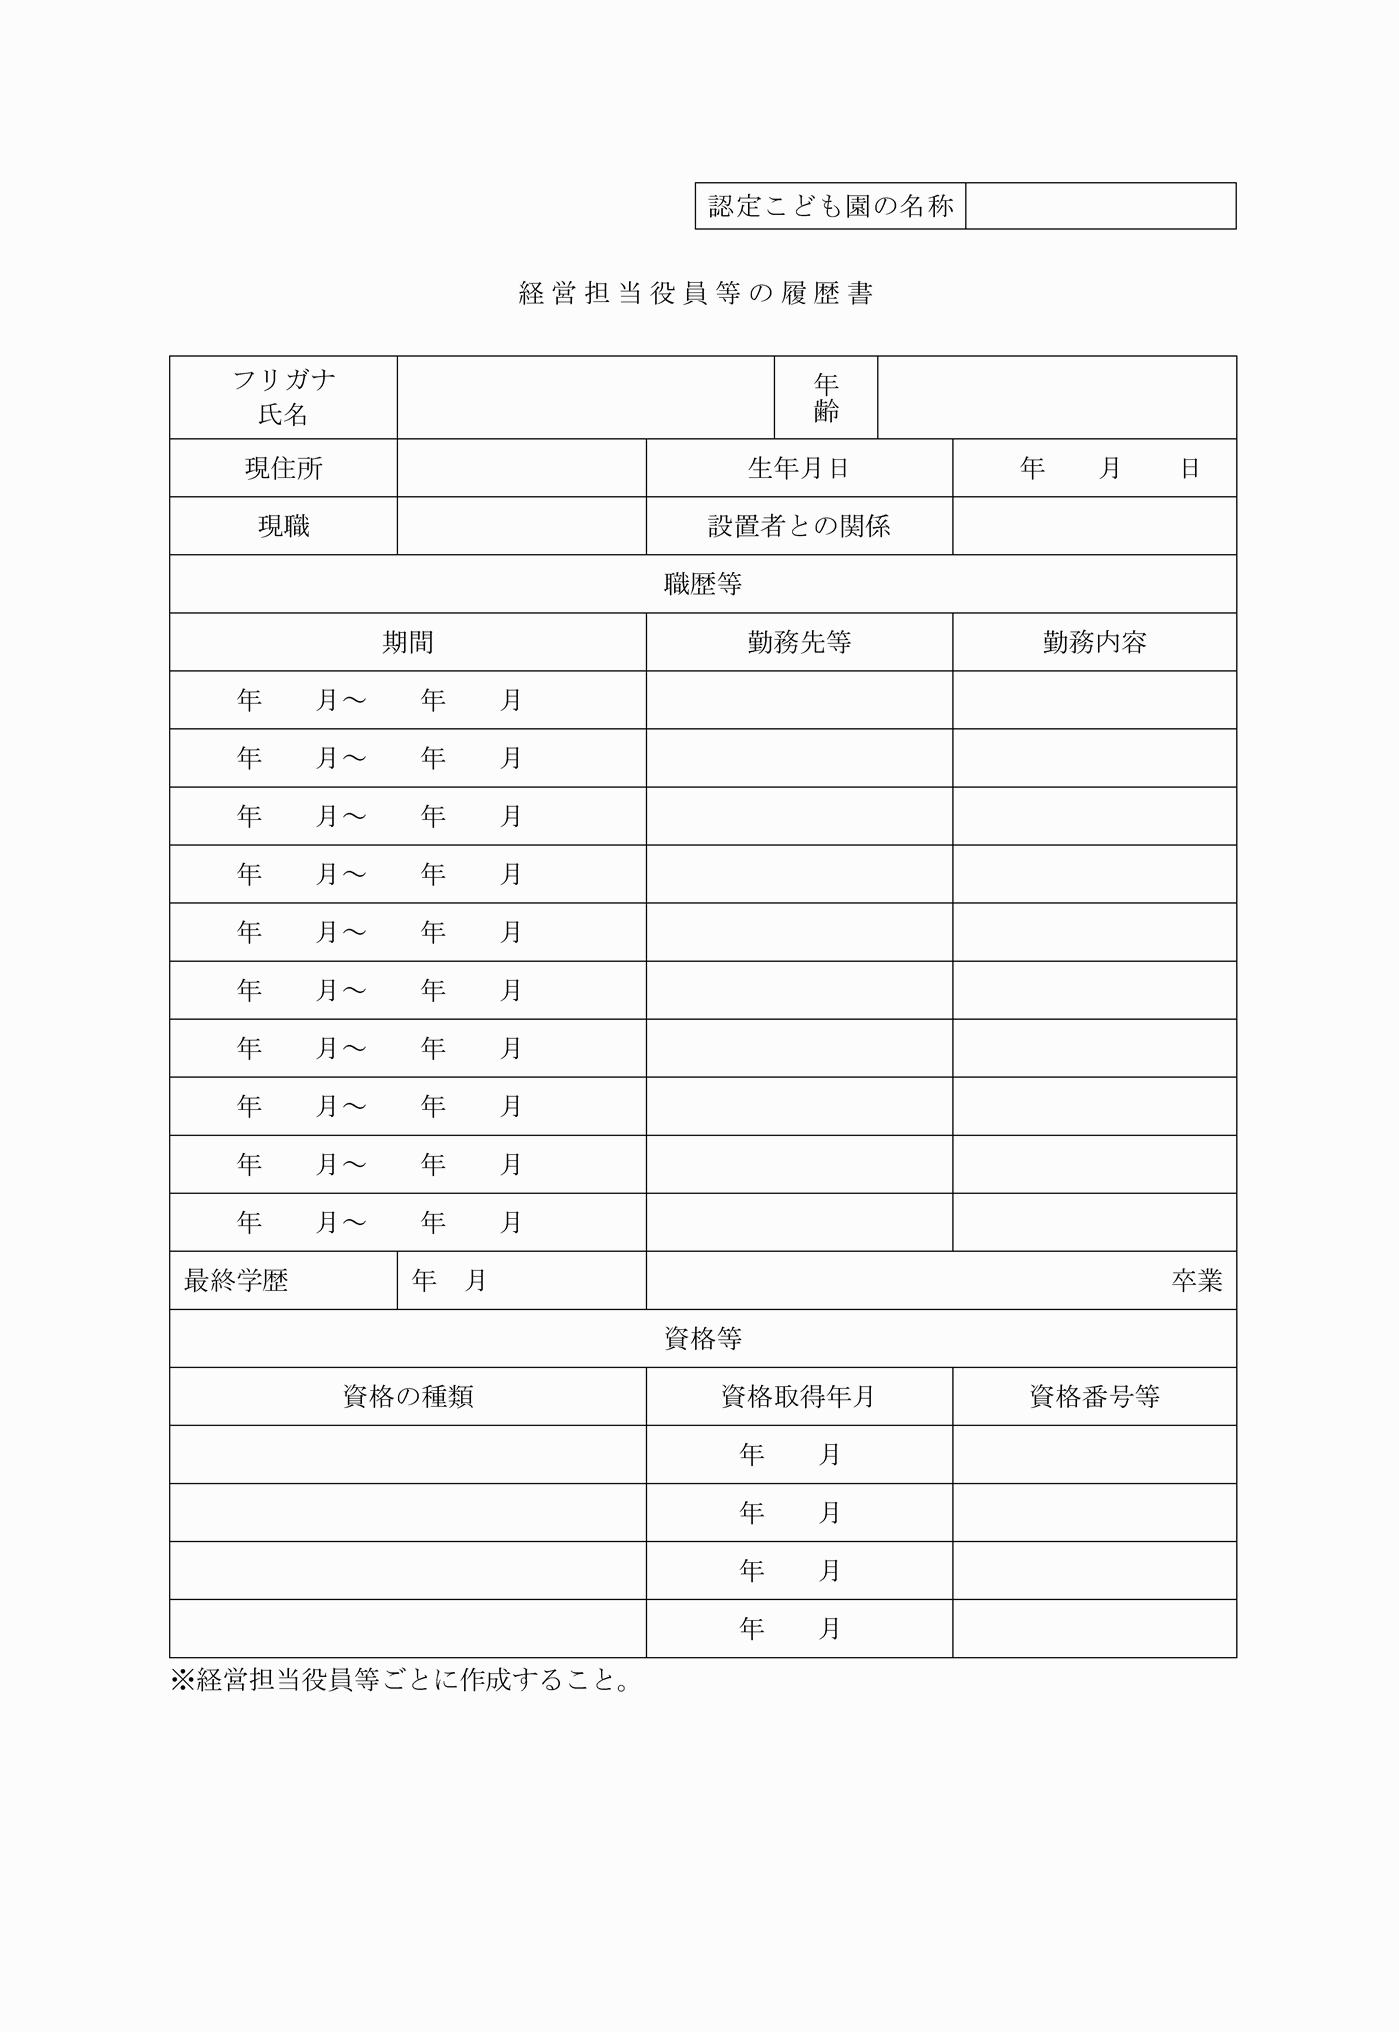 認定こども園の名称
経営担当役員等の履歴書
フリガナ
氏名
年齢
現住所 生年月日 年 月 日
現職 設置者との関係
職歴等
期間 勤務先等 勤務内容
年 月～ 年 月
年 月～ 年 月
年 月～ 年 月
年 月～ 年 月
年 月～ 年 月
年 月～ 年 月
年 月～ 年 月
年 月～ 年 月
年 月～ 年 月
年 月～ 年 月
最終学歴 年 月 卒業
資格等
資格の種類 資格取得年月 資格番号等
年 月
年 月
年 月
年 月
※経営担当役員等ごとに作成すること。